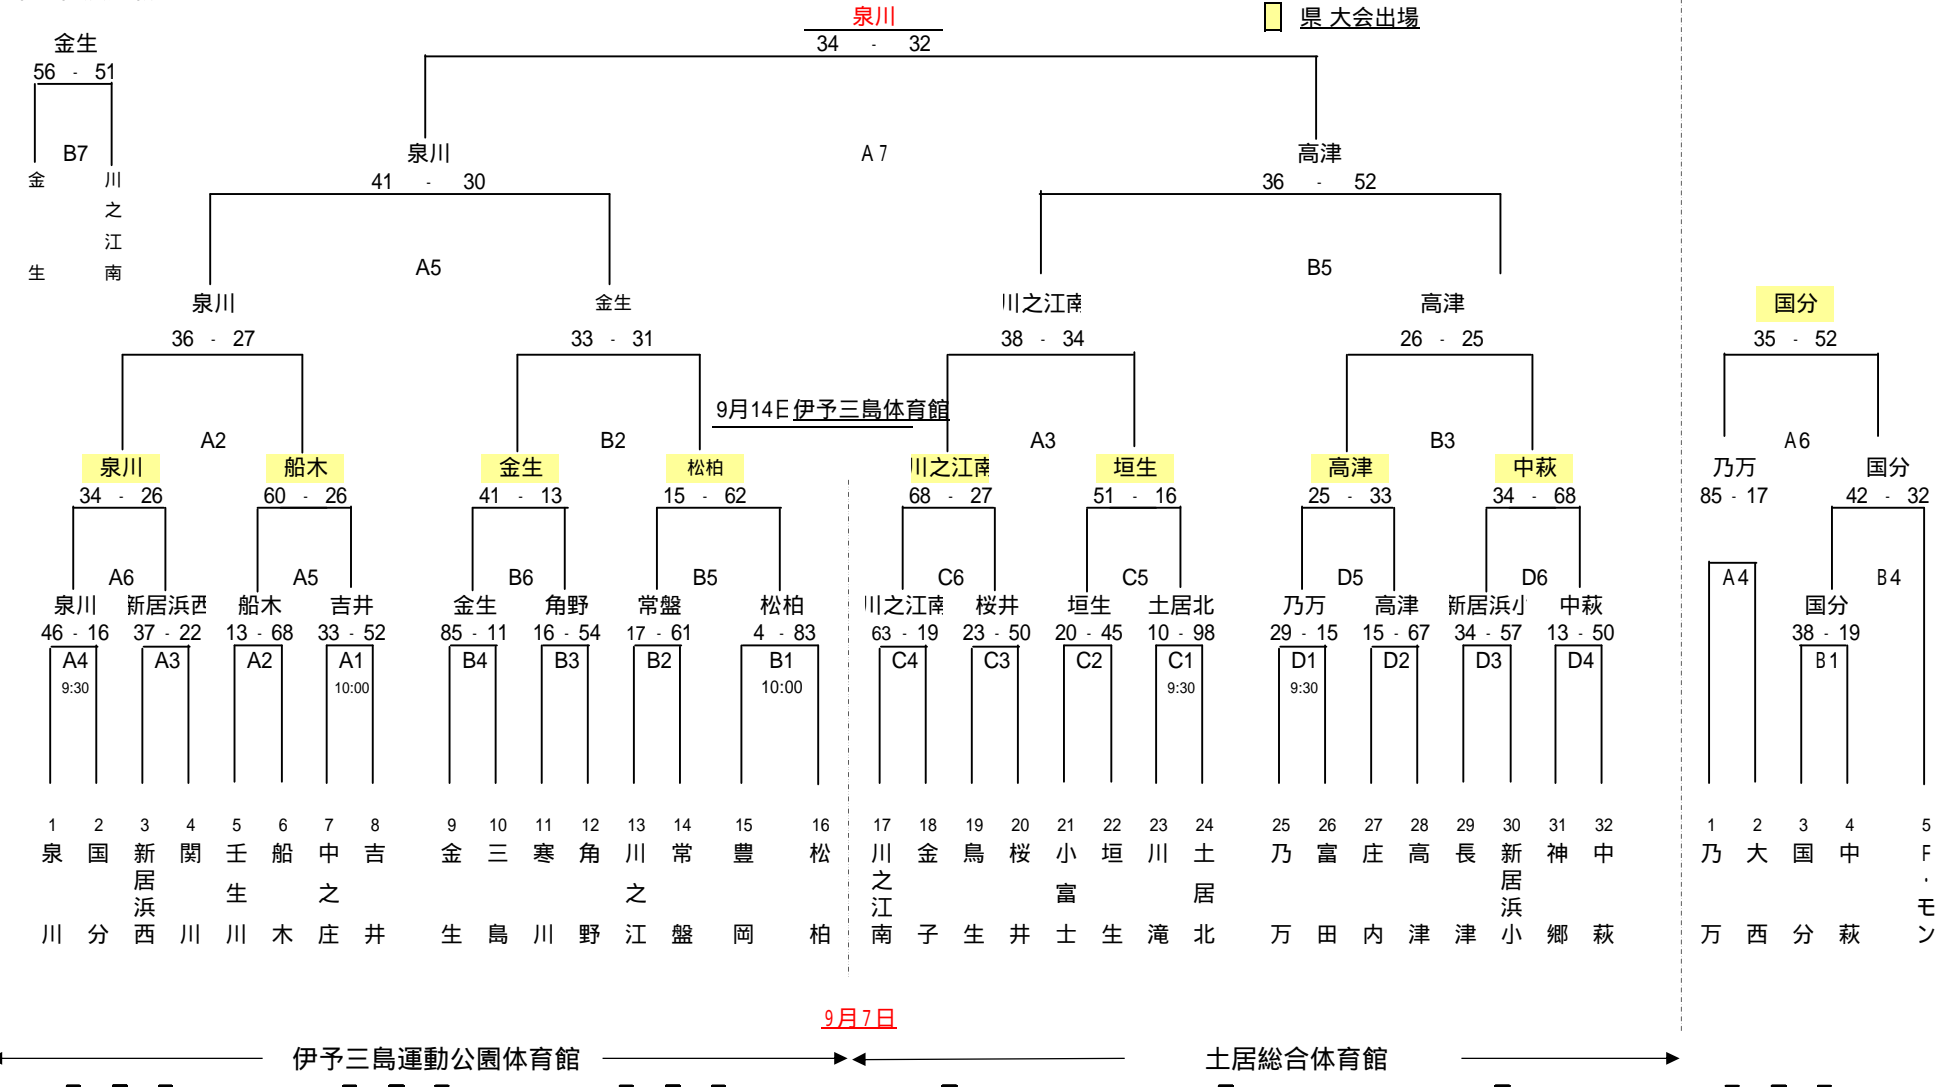 泉川
県 大会出場
金生
34 - 32
56 - 51
B7
泉川
A7
高津
金生
川之江南
41 - 30
36 - 52
A5
B5
泉川
金生
川之江南
高津
国分
36 - 27
33 - 31
38 - 34
26 - 25
35 - 52
9月14日 伊予三島体育館
A2
B2
A3
B3
A6
泉川
船木
金生
松柏
川之江南
垣生
高津
中萩
乃万
国分
34 - 26
60 - 26
41 - 13
15 - 62
68 - 27
51 - 16
25 - 33
34 - 68
85 - 17
42 - 32
A6
A5
B6
B5
C6
C5
D5
D6
A4
B4
泉川
新居浜西
船木
吉井
金生
角野
常盤
松柏
川之江南
桜井
垣生
土居北
乃万
高津
新居浜小
中萩
国分
46 - 16
37 - 22
13 - 68
33 - 52
85 - 11
16 - 54
17 - 61
4 - 83
63 - 19
23 - 50
20 - 45
10 - 98
29 - 15
15 - 67
34 - 57
13 - 50
38 - 19
A4
A3
A2
A1
B4
B3
B2
B1
C4
C3
C2
C1
D1
D2
D3
D4
B1
9:30
10:00
10:00
9:30
9:30
1 泉川
2 国分
3 新居浜西
4 関川
5 壬生川
6 船木
7 中之庄
8 吉井
9 金生
10 三島
11 寒川
12 角野
13 川之江
14 常盤
15 豊岡
16 松柏
17 川之江南
18 金子
19 鳥生
20 桜井
21 小富士
22 垣生
23 川滝
24 土居北
25 乃万
26 富田
27 庄内
28 高津
29 長津
30 新居浜小
31 神郷
32 中萩
1 乃万
2 大西
3 国分
4 中萩
5 F・モン
9月7日
伊予三島運動公園体育館
土居総合体育館